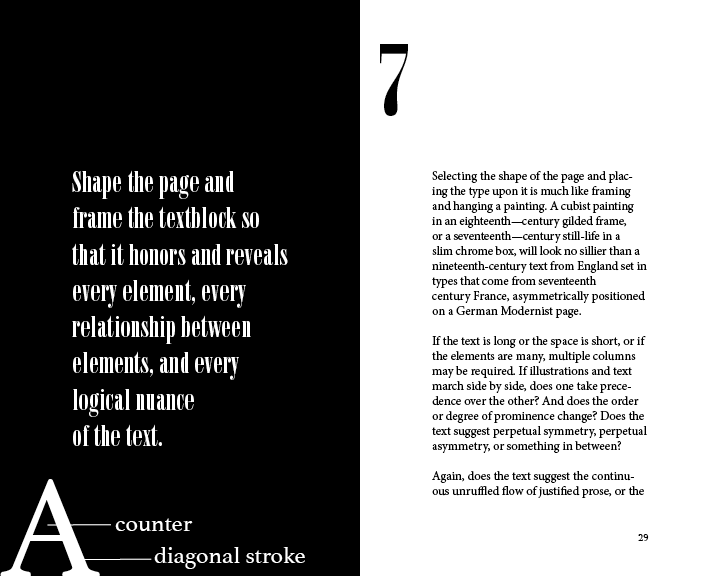 Shape the page and
frame the textblock so
that it honors and reveals
every element, every
relationship between
elements, and every
logical nuance
of the text.
A
counter
diagonal stroke
7
Selecting the shape of the page and plac-
ing the type upon it is much like framing
and hanging a painting. A cubist painting
in an eighteenth—century gilded frame,
or a seventeenth—century still-life in a
slim chrome box, will look no sillier than a
nineteenth-century text from England set in
types that come from seventeenth
century France, asymmetrically positioned
on a German Modernist page.
If the text is long or the space is short, or if
the elements are many, multiple columns
may be required. If illustrations and text
march side by side, does one take prece-
dence over the other? And does the order
or degree of prominence change? Does the
text suggest perpetual symmetry, perpetual
asymmetry, or something in between?
Again, does the text suggest the continu-
ous unruffled flow of justified prose, or the
29